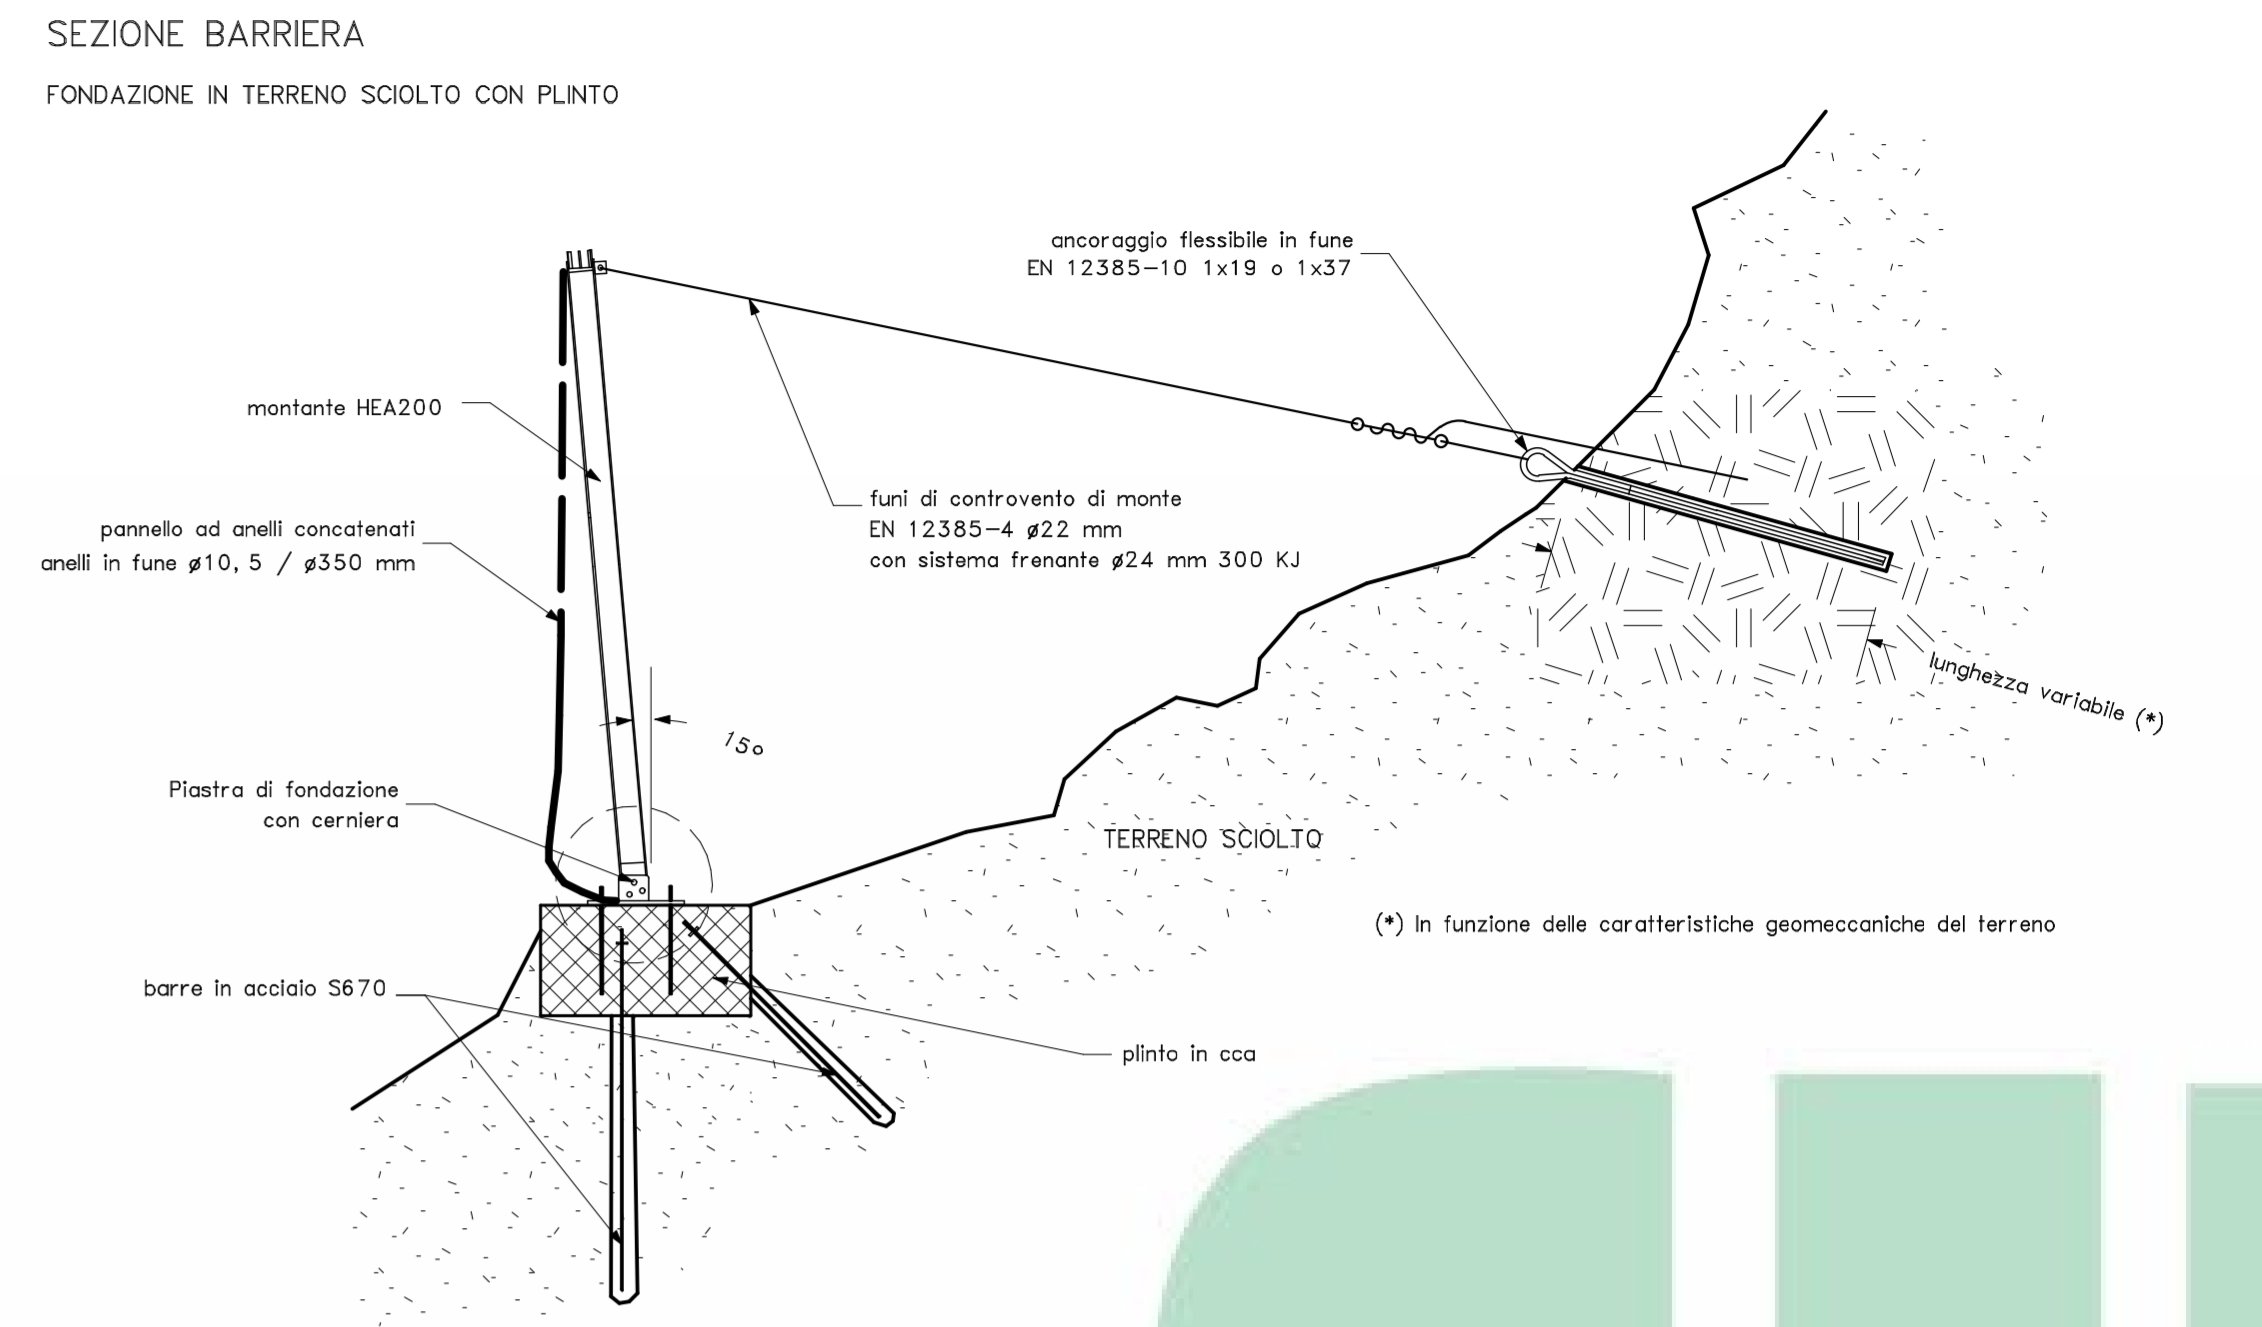 SEZIONE BARRIERA
FONDAZIONE IN TERRENO SCIOLTO CON PLINTO
ancoraggio flessibile in fune
EN 12385-10 1x19 o 1x37
montante HEA200
funi di controvento di monte
EN 12385-4 ø22 mm
con sistema frenante ø24 mm 300 KJ
pannello ad anelli concatenati
anelli in fune ø10,5 / ø350 mm
lunghezza variabile (*)
15°
Piastra di fondazione
con cerniera
TERRENO SCIOLTO
(*) In funzione delle caratteristiche geomeccaniche del terreno
barre in acciaio S670
plinto in cca